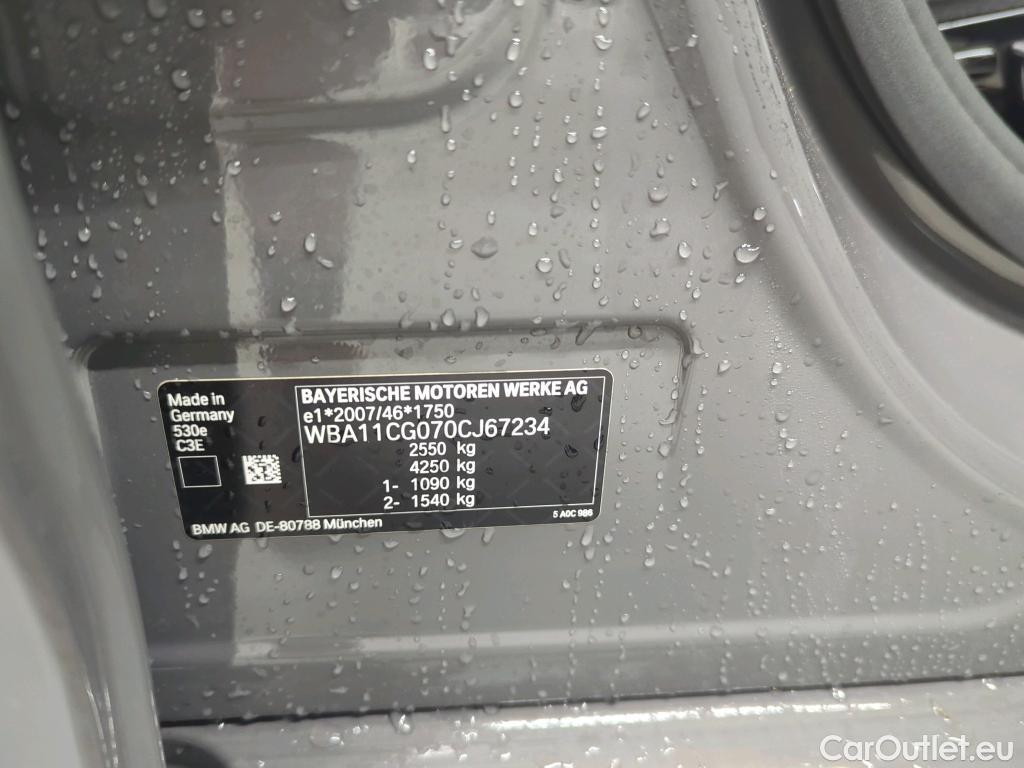 Made in
Germany
530e
C3E
BAYERISCHE MOTOREN WERKE AG
e1*2007/46*1750
WBA11CG070CJ67234
2550 kg
4250 kg
1- 1090 kg
2- 1540 kg
BMW AG DE-80788 München
5 A0C 986
CarOutlet.eu